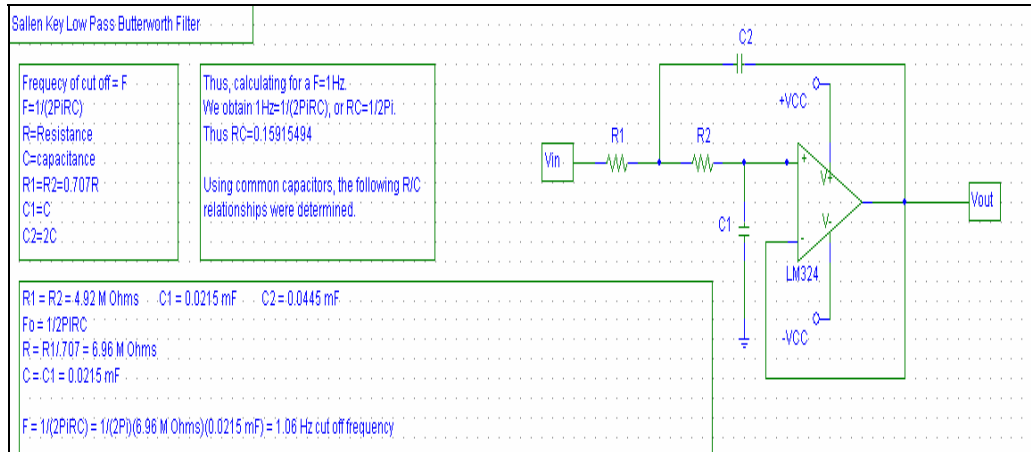 Sallen Key Low Pass Butterworth Filter
Frequecy of cut off = F
F=1/(2PiRC)
R=Resistance
C=capacitance
R1=R2=0.707R
C1=C
C2=2C
Thus, calculating for a F=1Hz.
We obtain 1Hz=1/(2PiRC), or RC=1/2Pi.
Thus RC=0.15915494
Using common capacitors, the following R/C
relationships were determined.
C2
+VCC
R1
R2
Vin
+
V+
Vout
C1
V-
-
LM324
-VCC
R1 = R2 = 4.92 M Ohms C1 = 0.0215 mF C2 = 0.0445 mF
Fo = 1/2PIRC
R = R1/.707 = 6.96 M Ohms
C = C1 = 0.0215 mF
F = 1/(2PiRC) = 1/(2Pi)(6.96 M Ohms)(0.0215 mF) = 1.06 Hz cut off frequency